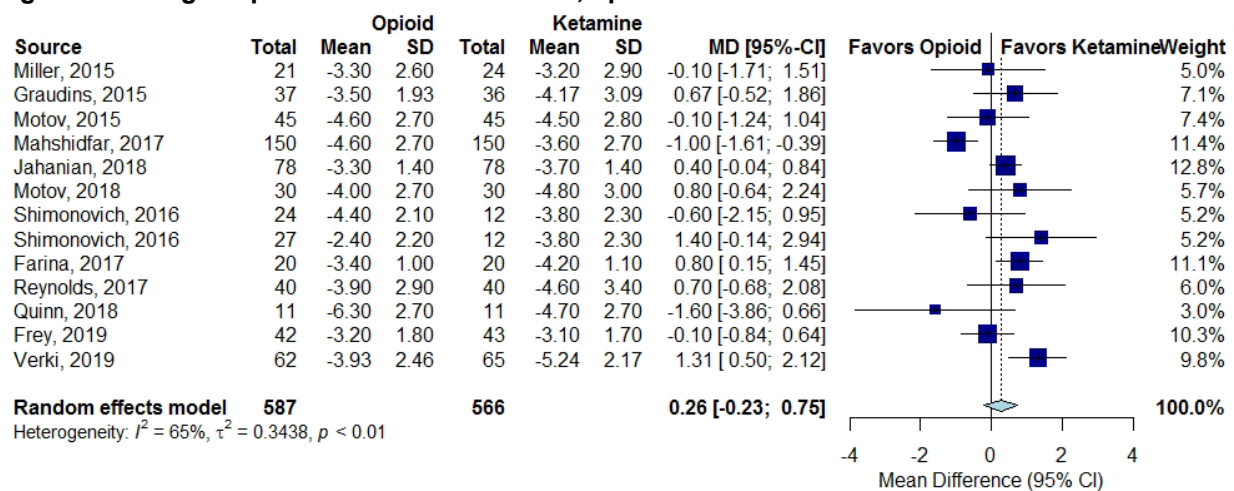 Opioid Ketamine
Source Total Mean SD Total Mean SD MD [95%-CI] Favors Opioid Favors Ketamine Weight
Miller, 2015 21 -3.30 2.60 24 -3.20 2.90 -0.10 [-1.71; 1.51] 5.0%
Graudins, 2015 37 -3.50 1.93 36 -4.17 3.09 0.67 [-0.52; 1.86] 7.1%
Motov, 2015 45 -4.60 2.70 45 -4.50 2.80 -0.10 [-1.24; 1.04] 7.4%
Mahshidfar, 2017 150 -4.60 2.70 150 -3.60 2.70 -1.00 [-1.61; -0.39] 11.4%
Jahanian, 2018 78 -3.30 1.40 78 -3.70 1.40 0.40 [-0.04; 0.84] 12.8%
Motov, 2018 30 -4.00 2.70 30 -4.80 3.00 0.80 [-0.64; 2.24] 5.7%
Shimonovich, 2016 24 -4.40 2.10 12 -3.80 2.30 -0.60 [-2.15; 0.95] 5.2%
Shimonovich, 2016 27 -2.40 2.20 12 -3.80 2.30 1.40 [-0.14; 2.94] 5.2%
Farina, 2017 20 -3.40 1.00 20 -4.20 1.10 0.80 [ 0.15; 1.45] 11.1%
Reynolds, 2017 40 -3.90 2.90 40 -4.60 3.40 0.70 [-0.68; 2.08] 6.0%
Quinn, 2018 11 -6.30 2.70 11 -4.70 2.70 -1.60 [-3.86; 0.66] 3.0%
Frey, 2019 42 -3.20 1.80 43 -3.10 1.70 -0.10 [-0.84; 0.64] 10.3%
Verki, 2019 62 -3.93 2.46 65 -5.24 2.17 1.31 [ 0.50; 2.12] 9.8%
Random effects model 587 566 0.26 [-0.23; 0.75] 100.0%
Heterogeneity: I² = 65%, τ² = 0.3438, p < 0.01
-4 -2 0 2 4
Mean Difference (95% CI)